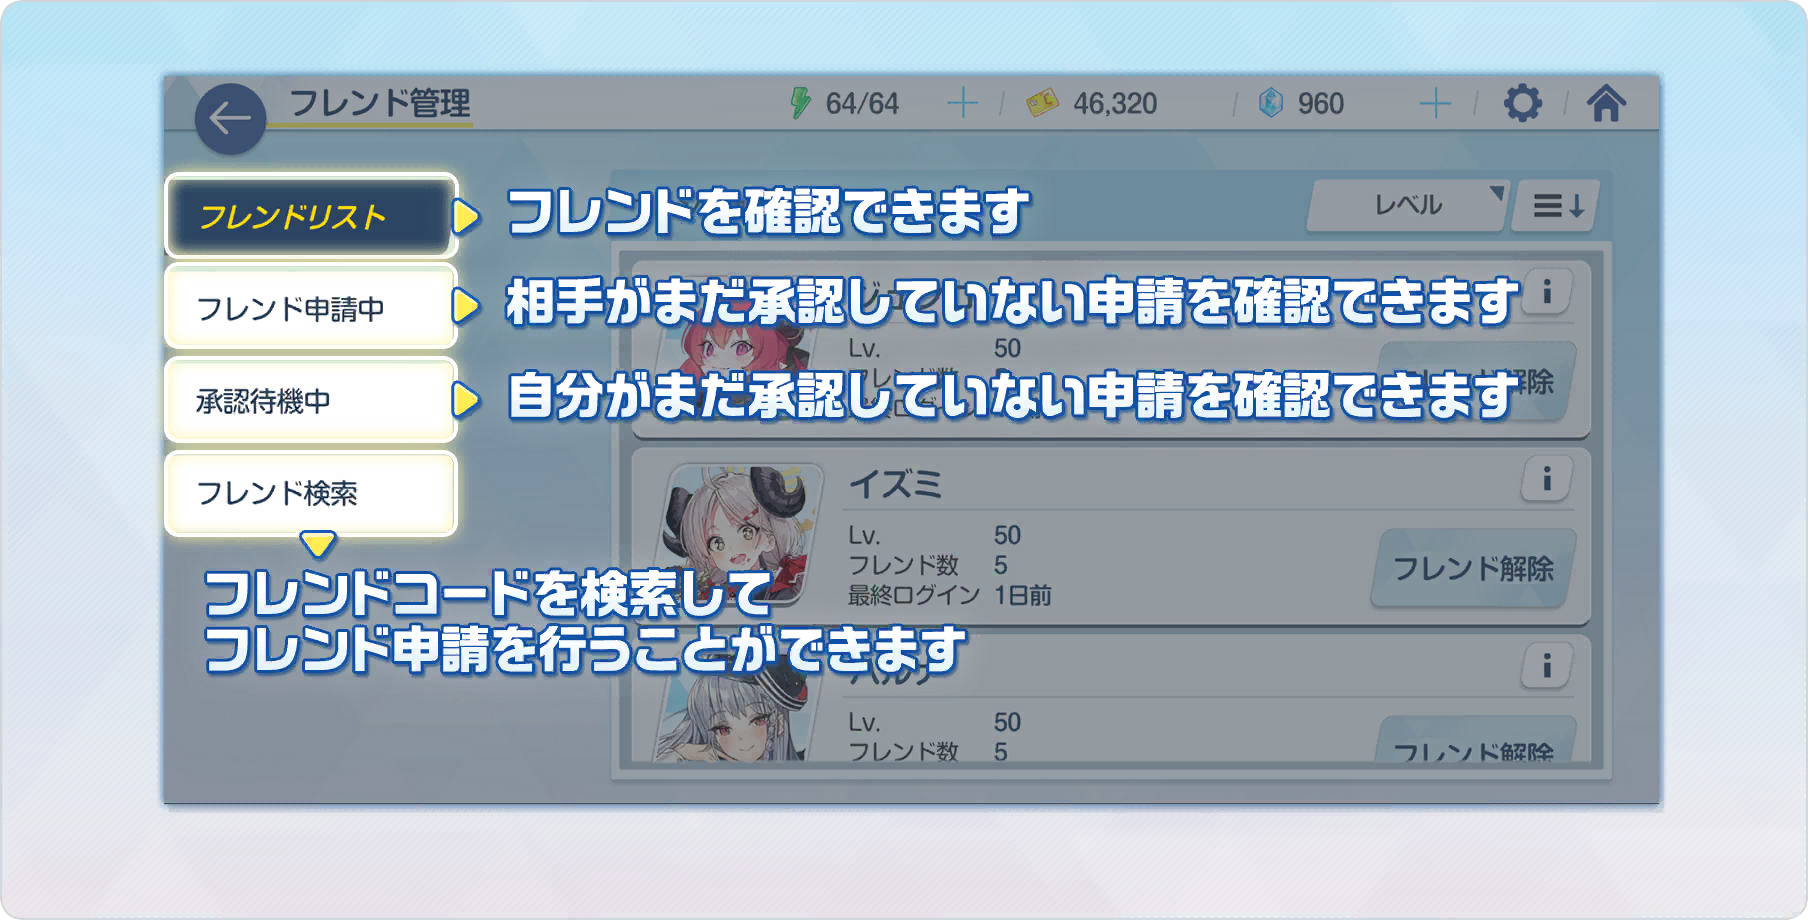 フレンド管理
64/64
46,320
960
フレンドリスト
フレンドを確認できます
レベル
フレンド申請中
相手がまだ承認していない申請を確認できます
Lv. 50
承認待機中
自分がまだ承認していない申請を確認できます
フレンド検索
フレンドコードを検索して
フレンド申請を行うことができます
イズミ
Lv. 50
フレンド数 5
最終ログイン 1日前
フレンド解除
Lv. 50
フレンド数 5
フレンド解除